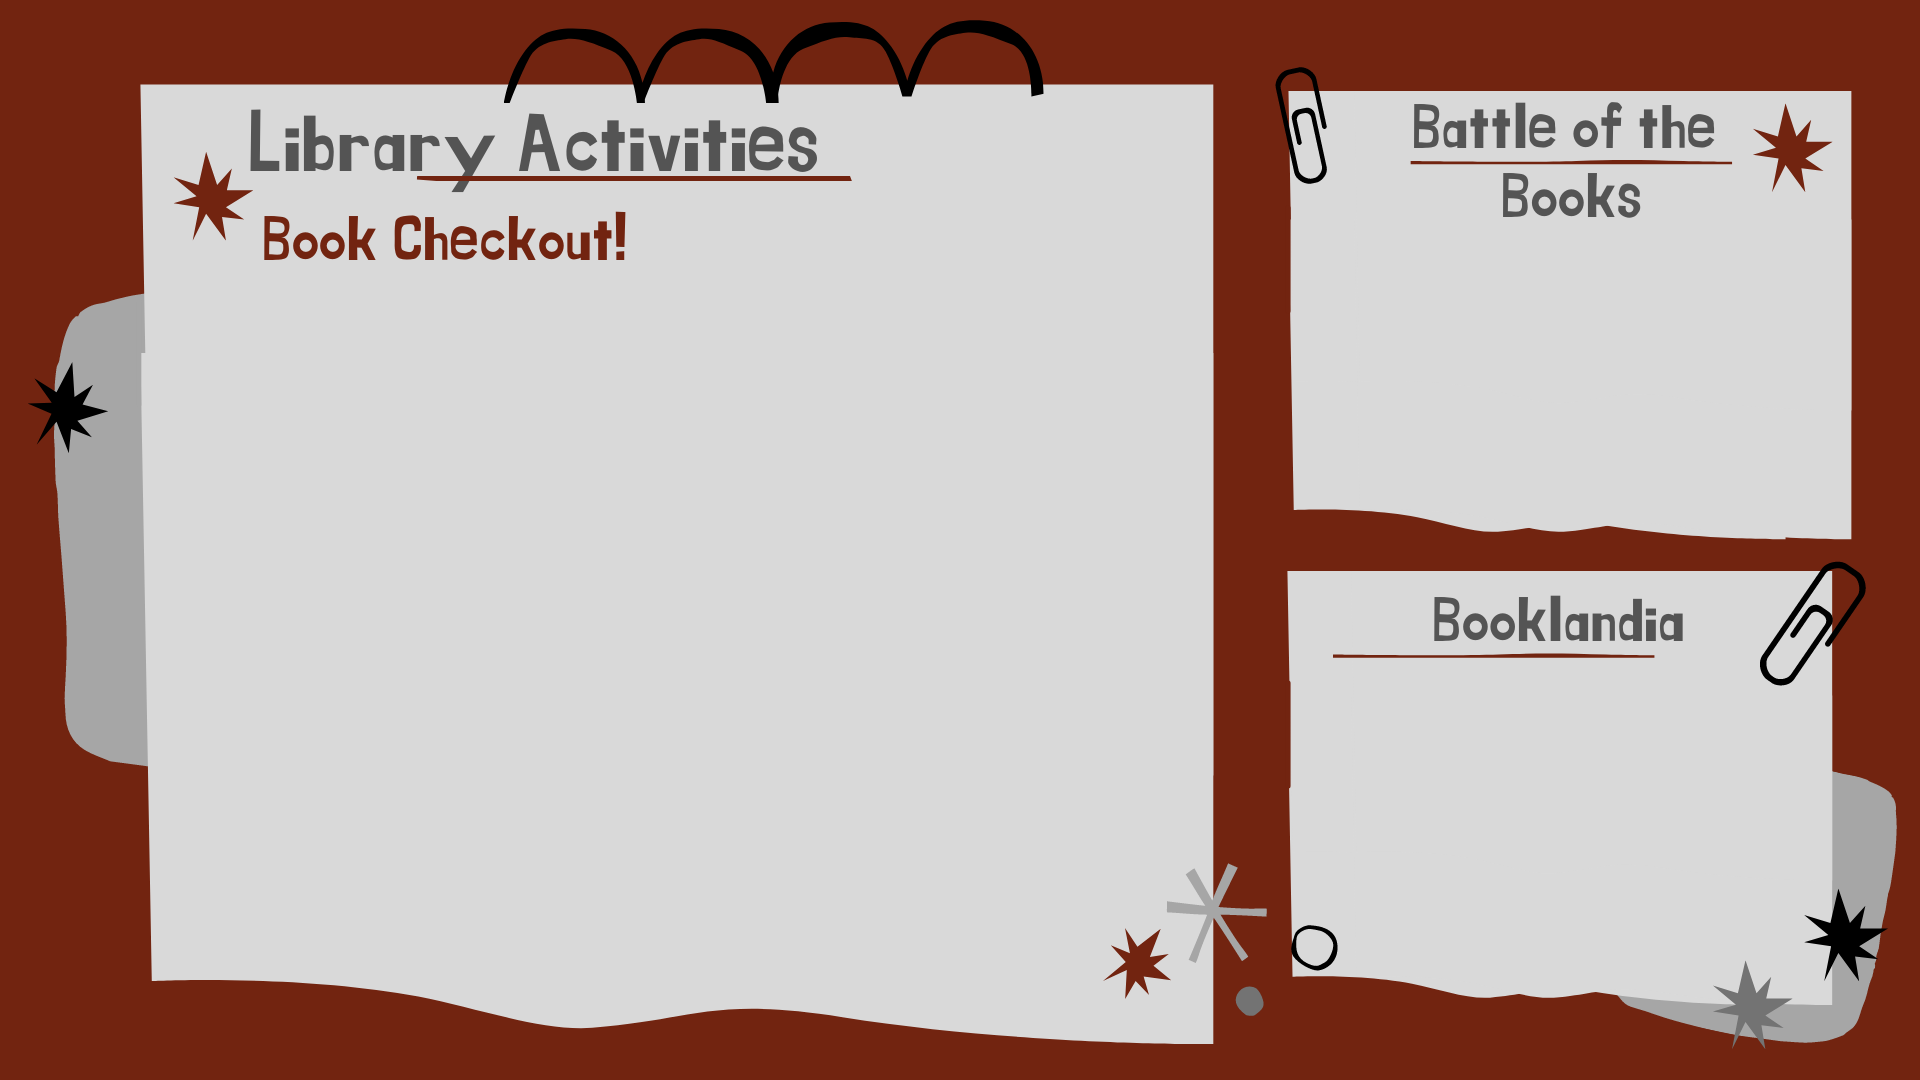 Library Activities
Book Checkout!
Battle of the
Books
Booklandia